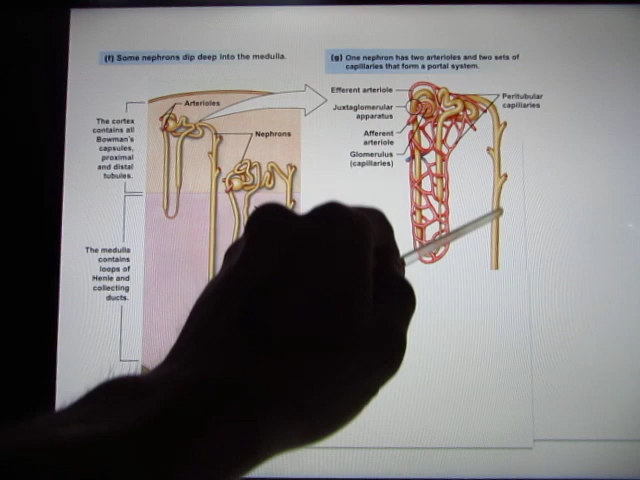 (f) Some nephrons dip deep into the medulla.
Arterioles
The cortex
contains all
Bowman's
capsules,
proximal
and distal
tubules.
Nephrons
The medulla
contains
loops of
Henle and
collecting
ducts.
(g) One nephron has two arterioles and two sets of
capillaries that form a portal system.
Efferent arteriole
Juxtaglomerular
apparatus
Afferent
arteriole
Glomerulus
(capillaries)
Peritubular
capillaries